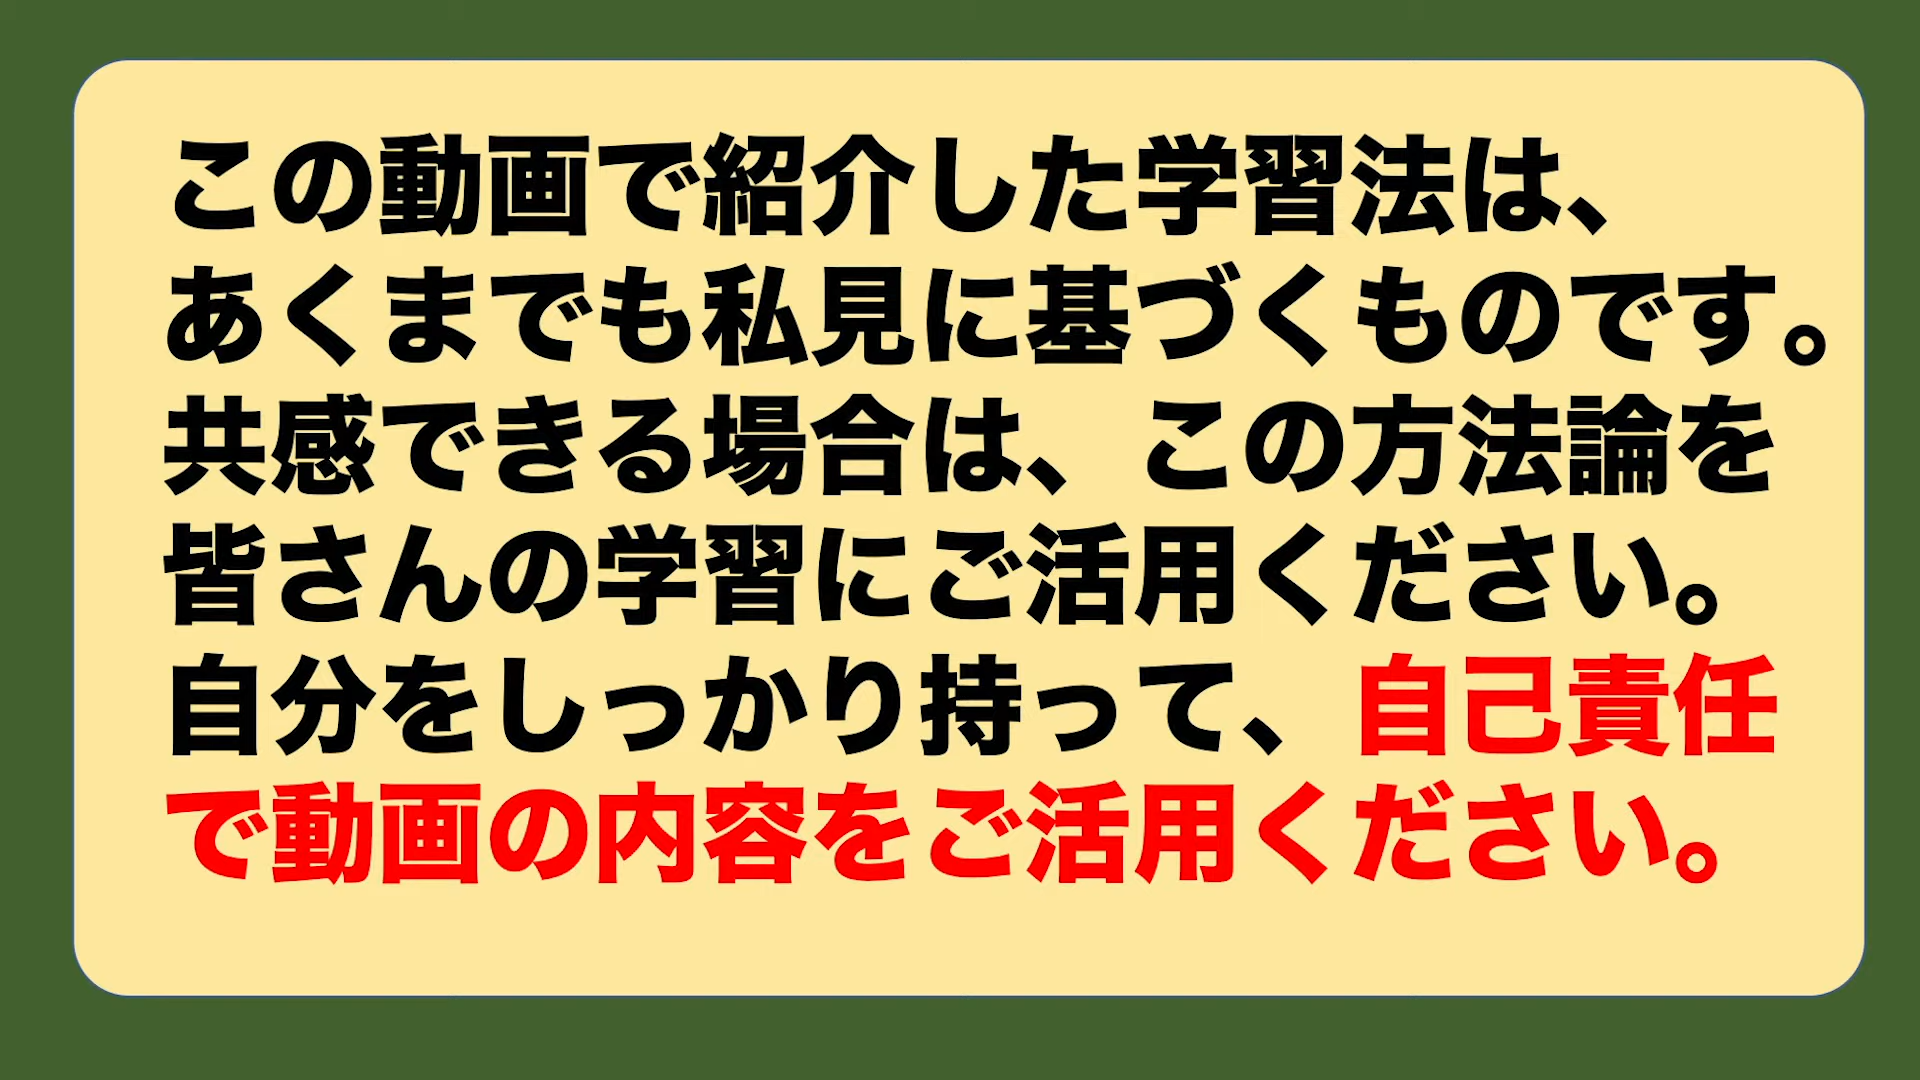 この動画で紹介した学習法は、
あくまでも私見に基づくものです。
共感できる場合は、この方法論を
皆さんの学習にご活用ください。
自分をしっかり持って、自己責任
で動画の内容をご活用ください。